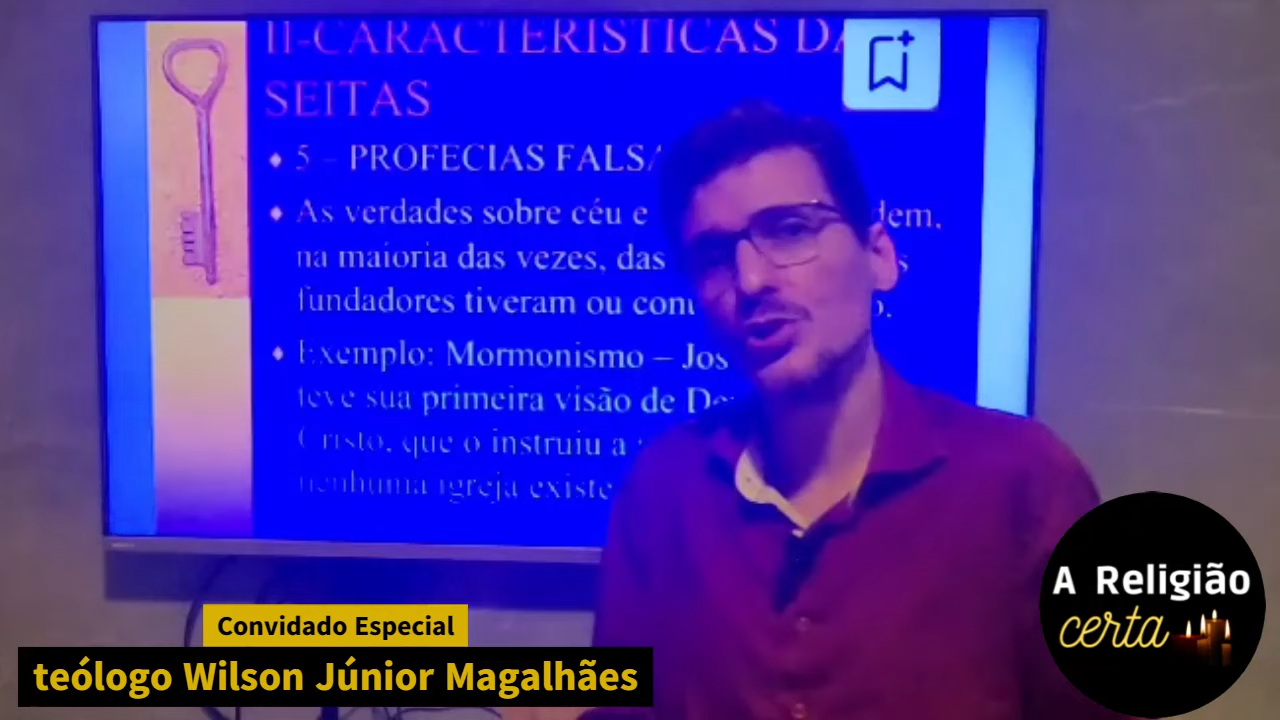 II-CARACTERISTICAS DA
SEITAS
5 – PROFECIAS FALSA
As verdades sobre céu e dem,
na maioria das vezes, das s
fundadores tiveram ou con o.
Exemplo: Mormonismo – Jos
teve sua primeira visão de De
Cristo, que o instruiu a
nenhuma igreja existe
A Religião
certa
Convidado Especial
teólogo Wilson Júnior Magalhães